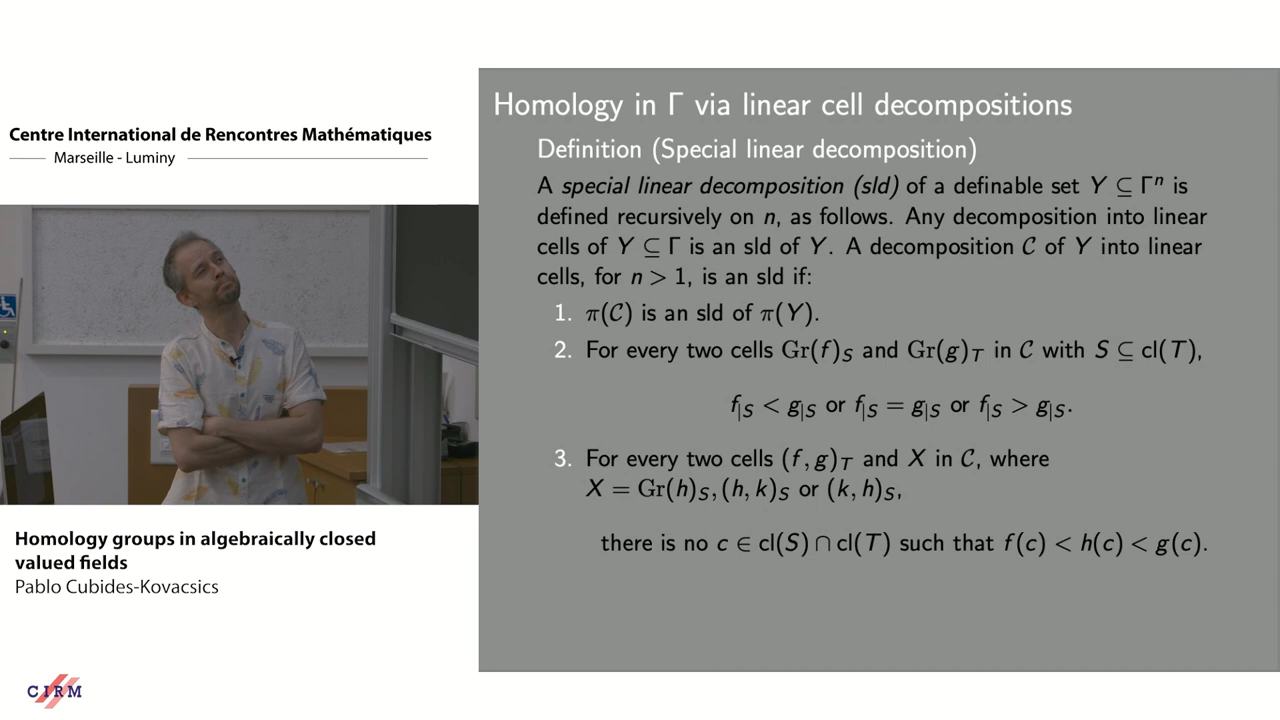 Centre International de Rencontres Mathématiques
Marseille - Luminy
Homology groups in algebraically closed
valued fields
Pablo Cubides-Kovacsics
CIRM
Homology in Γ via linear cell decompositions
Definition (Special linear decomposition)
A special linear decomposition (sld) of a definable set Y ⊆ Γⁿ is
defined recursively on n, as follows. Any decomposition into linear
cells of Y ⊆ Γ is an sld of Y. A decomposition 𝒞 of Y into linear
cells, for n > 1, is an sld if:
1. π(𝒞) is an sld of π(Y).
2. For every two cells Gr(f)_S and Gr(g)_T in 𝒞 with S ⊆ cl(T),
f_{|S} < g_{|S} or f_{|S} = g_{|S} or f_{|S} > g_{|S}.
3. For every two cells (f, g)_T and X in 𝒞, where
X = Gr(h)_S, (h, k)_S or (k, h)_S,
there is no c ∈ cl(S) ∩ cl(T) such that f(c) < h(c) < g(c).